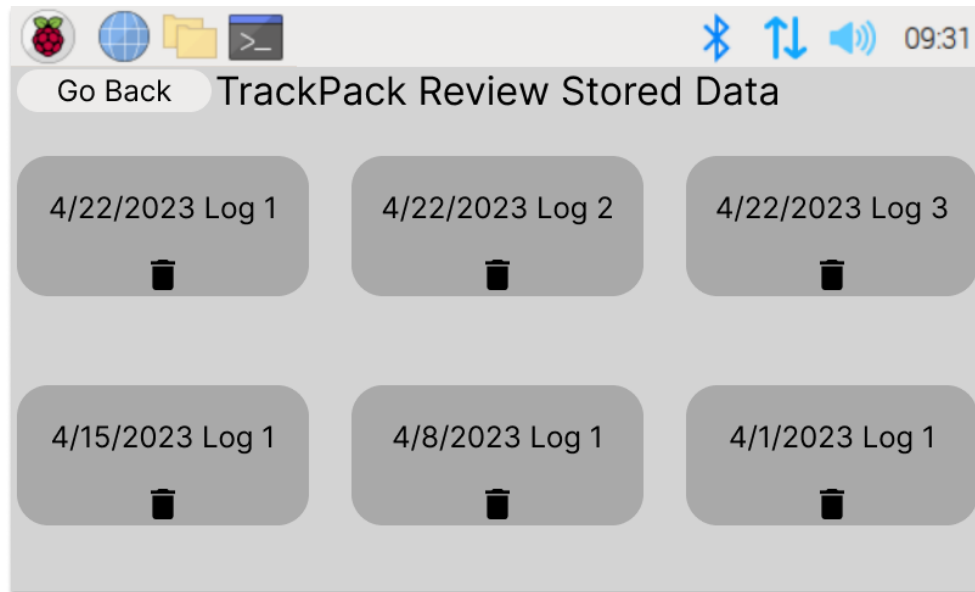 >_ 09:31
Go Back TrackPack Review Stored Data
4/22/2023 Log 1 4/22/2023 Log 2 4/22/2023 Log 3
4/15/2023 Log 1 4/8/2023 Log 1 4/1/2023 Log 1